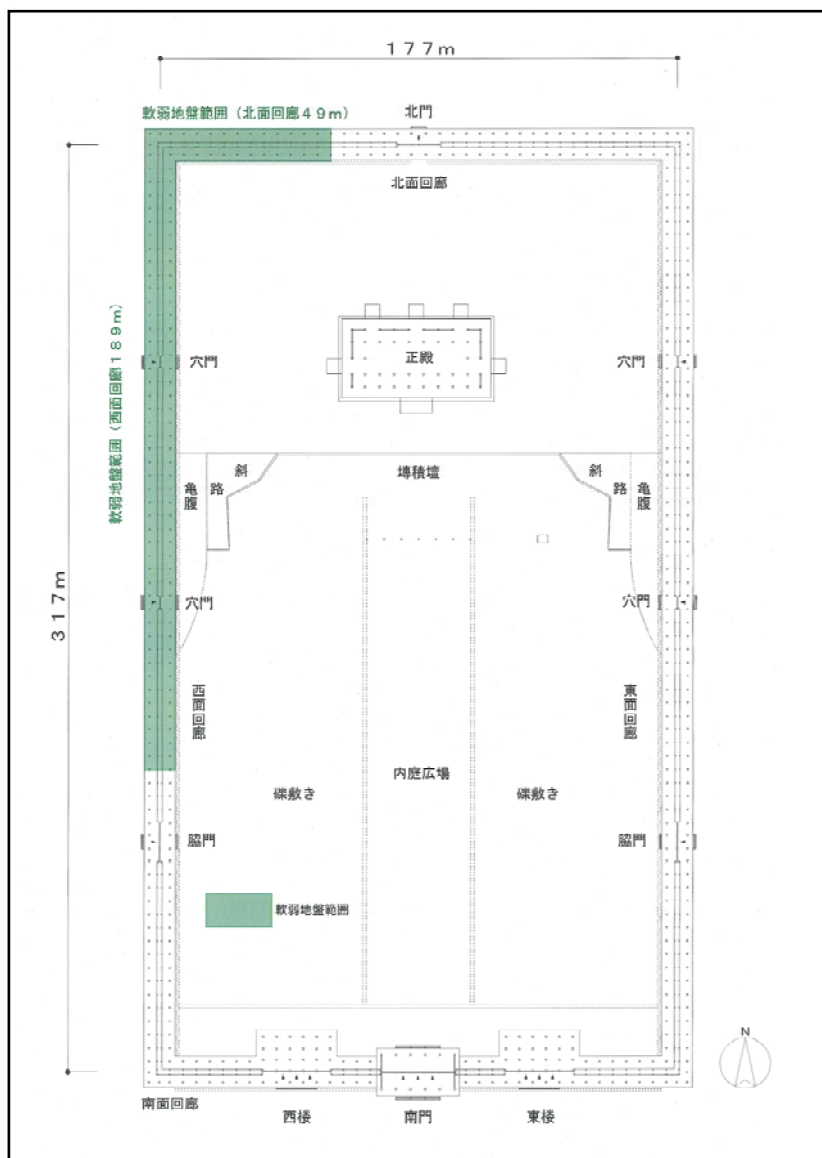 177m
軟弱地盤範囲(北面回廊49m)
北門
北面回廊
軟弱地盤範囲(西面回廊189m)
317m
正殿
穴門
穴門
亀腹
斜路
塼積壇
斜路
亀腹
穴門
穴門
西面回廊
東面回廊
内庭広場
礫敷き
礫敷き
脇門
脇門
軟弱地盤範囲
N
南面回廊
西楼
南門
東楼